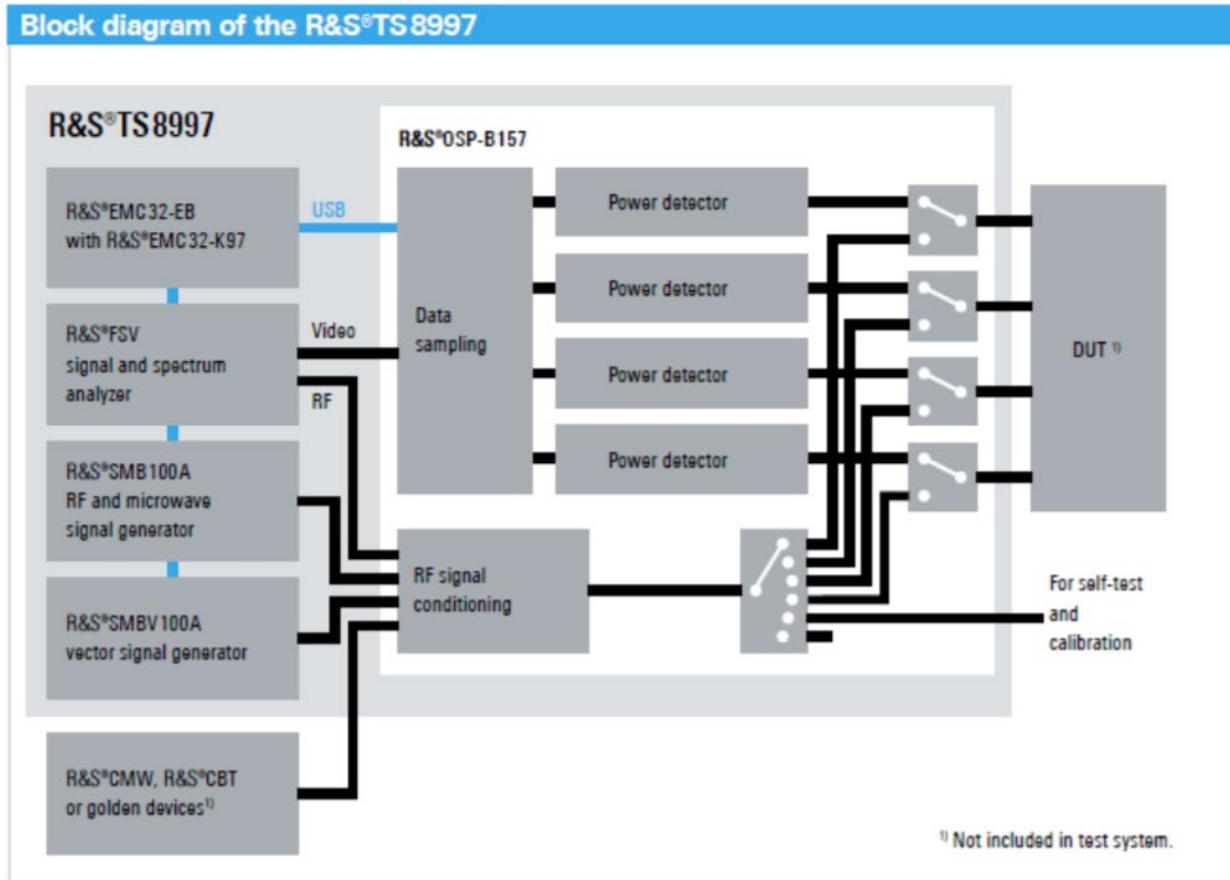 Block diagram of the R&S®TS8997
R&S®TS8997
R&S®OSP-B157
R&S®EMC32-EB
with R&S®EMC32-K97
USB
R&S®FSV
signal and spectrum
analyzer
Video
RF
R&S®SMB100A
RF and microwave
signal generator
R&S®SMBV100A
vector signal generator
R&S®CMW, R&S®CBT
or golden devices¹⁾
Data
sampling
Power detector
Power detector
Power detector
Power detector
RF signal
conditioning
DUT ¹⁾
For self-test
and
calibration
¹⁾ Not included in test system.